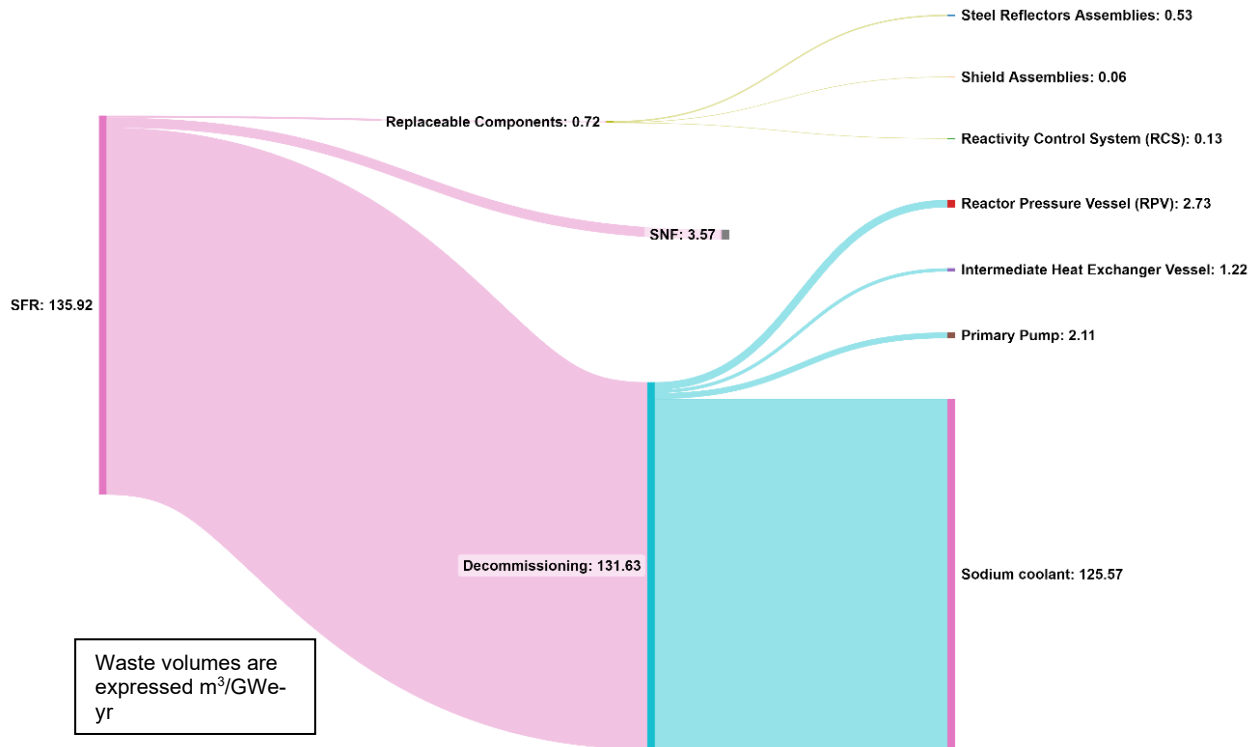 Steel Reflectors Assemblies: 0.53
Shield Assemblies: 0.06
Replaceable Components: 0.72
Reactivity Control System (RCS): 0.13
Reactor Pressure Vessel (RPV): 2.73
SNF: 3.57
Intermediate Heat Exchanger Vessel: 1.22
SFR: 135.92
Primary Pump: 2.11
Decommissioning: 131.63
Sodium coolant: 125.57
Waste volumes are
expressed m³/GWe-
yr